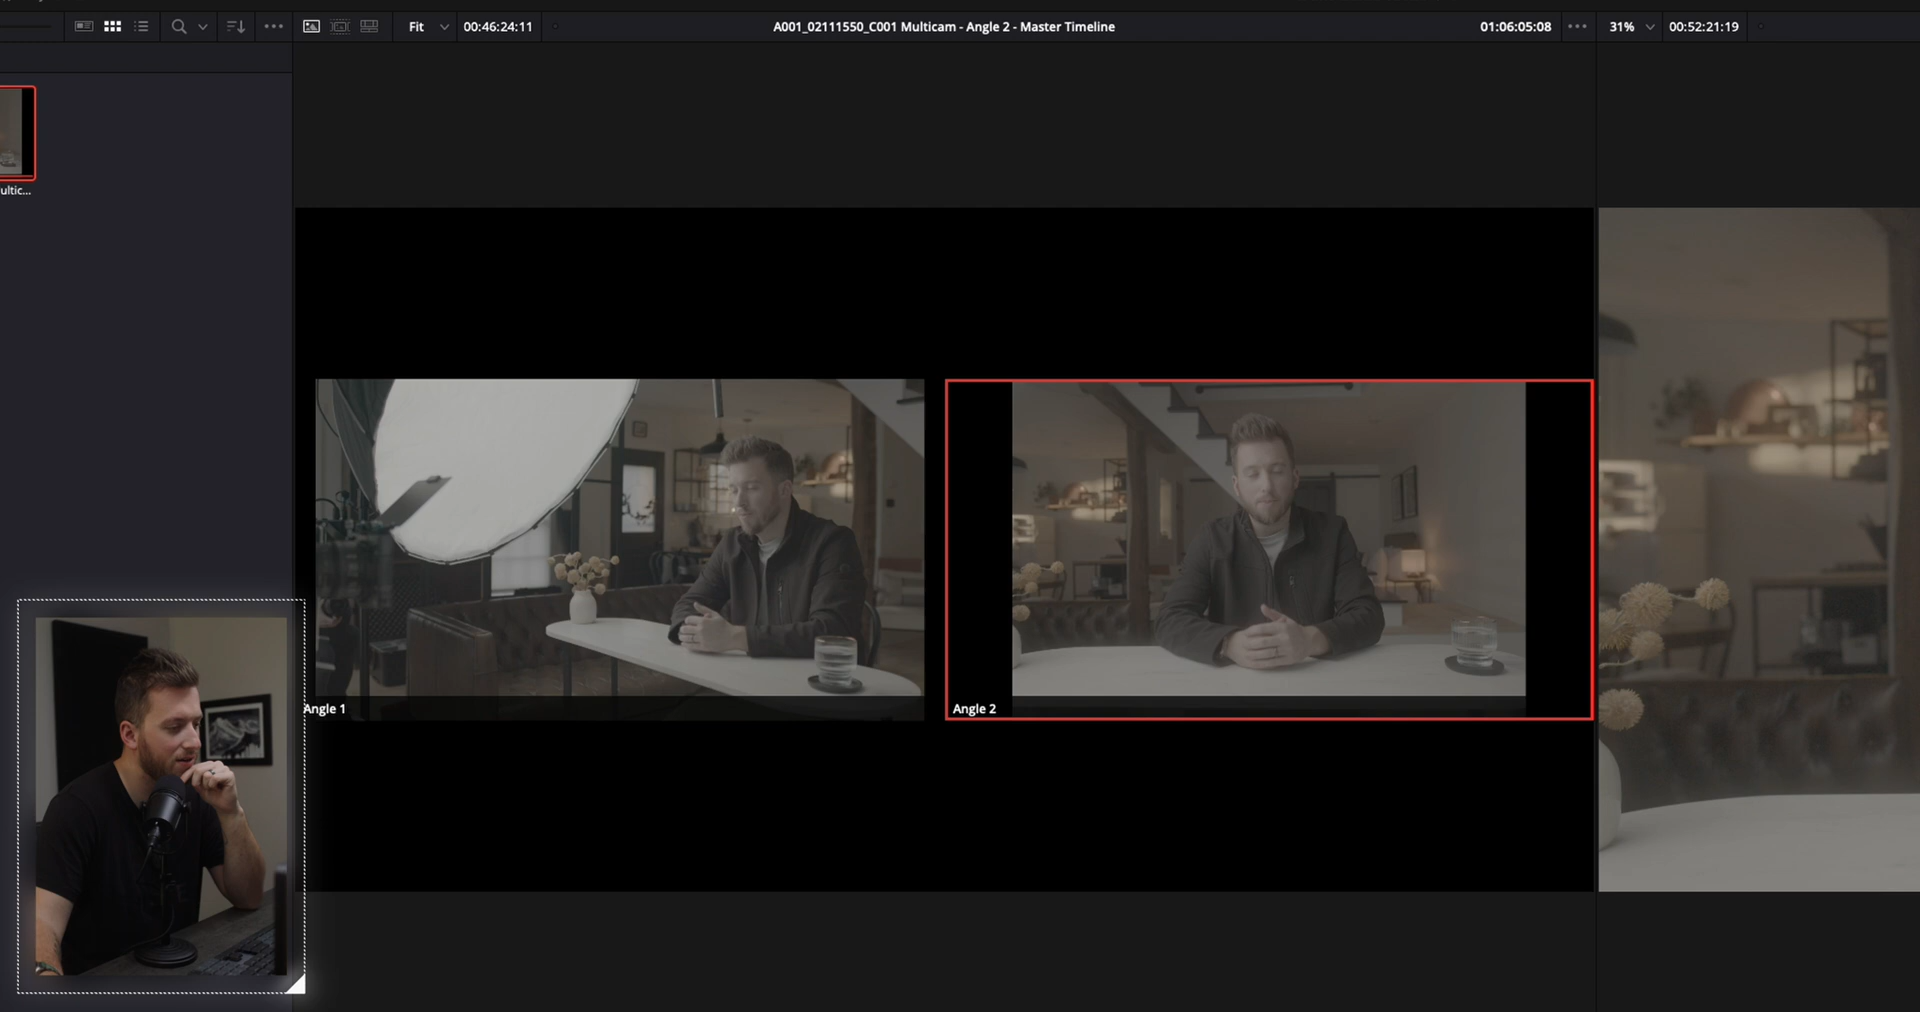 Fit 00:46:24:11 A001_02111550_C001 Multicam - Angle 2 - Master Timeline 01:06:05:08 31% 00:52:21:19
ultic...
Angle 1 Angle 2